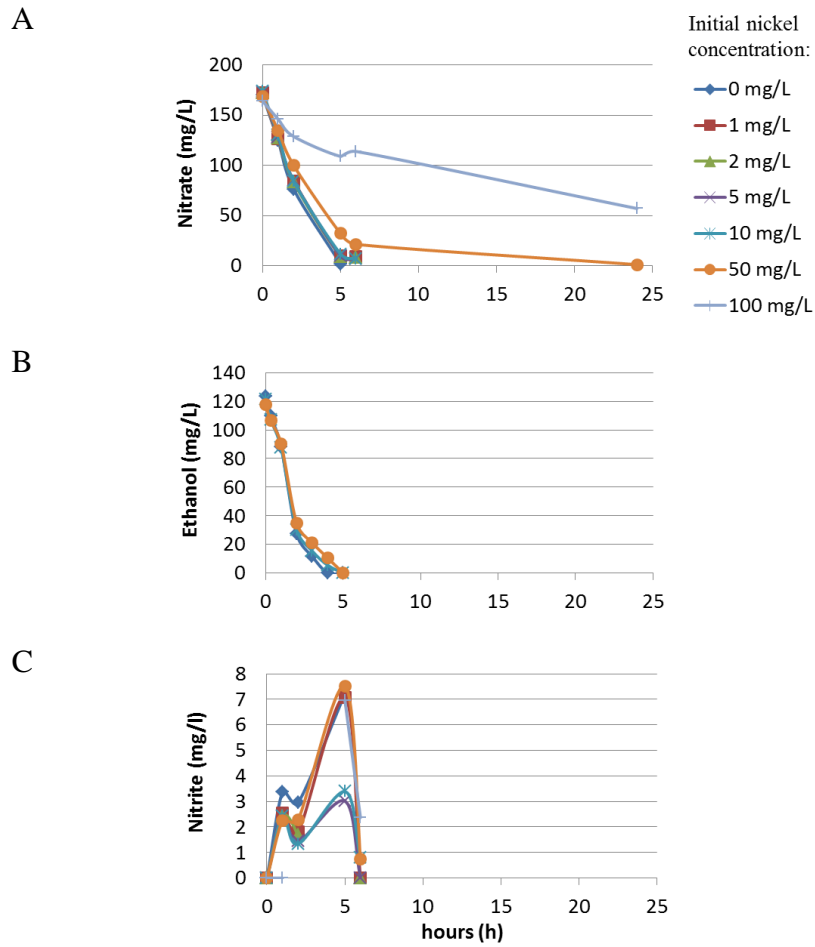 A
Initial nickel
concentration:
0 mg/L
1 mg/L
2 mg/L
5 mg/L
10 mg/L
50 mg/L
100 mg/L
Nitrate (mg/L)
200
150
100
50
0
0 5 10 15 20 25
B
Ethanol (mg/L)
140
120
100
80
60
40
20
0
0 5 10 15 20 25
C
Nitrite (mg/l)
8
7
6
5
4
3
2
1
0
0 5 10 15 20 25
hours (h)